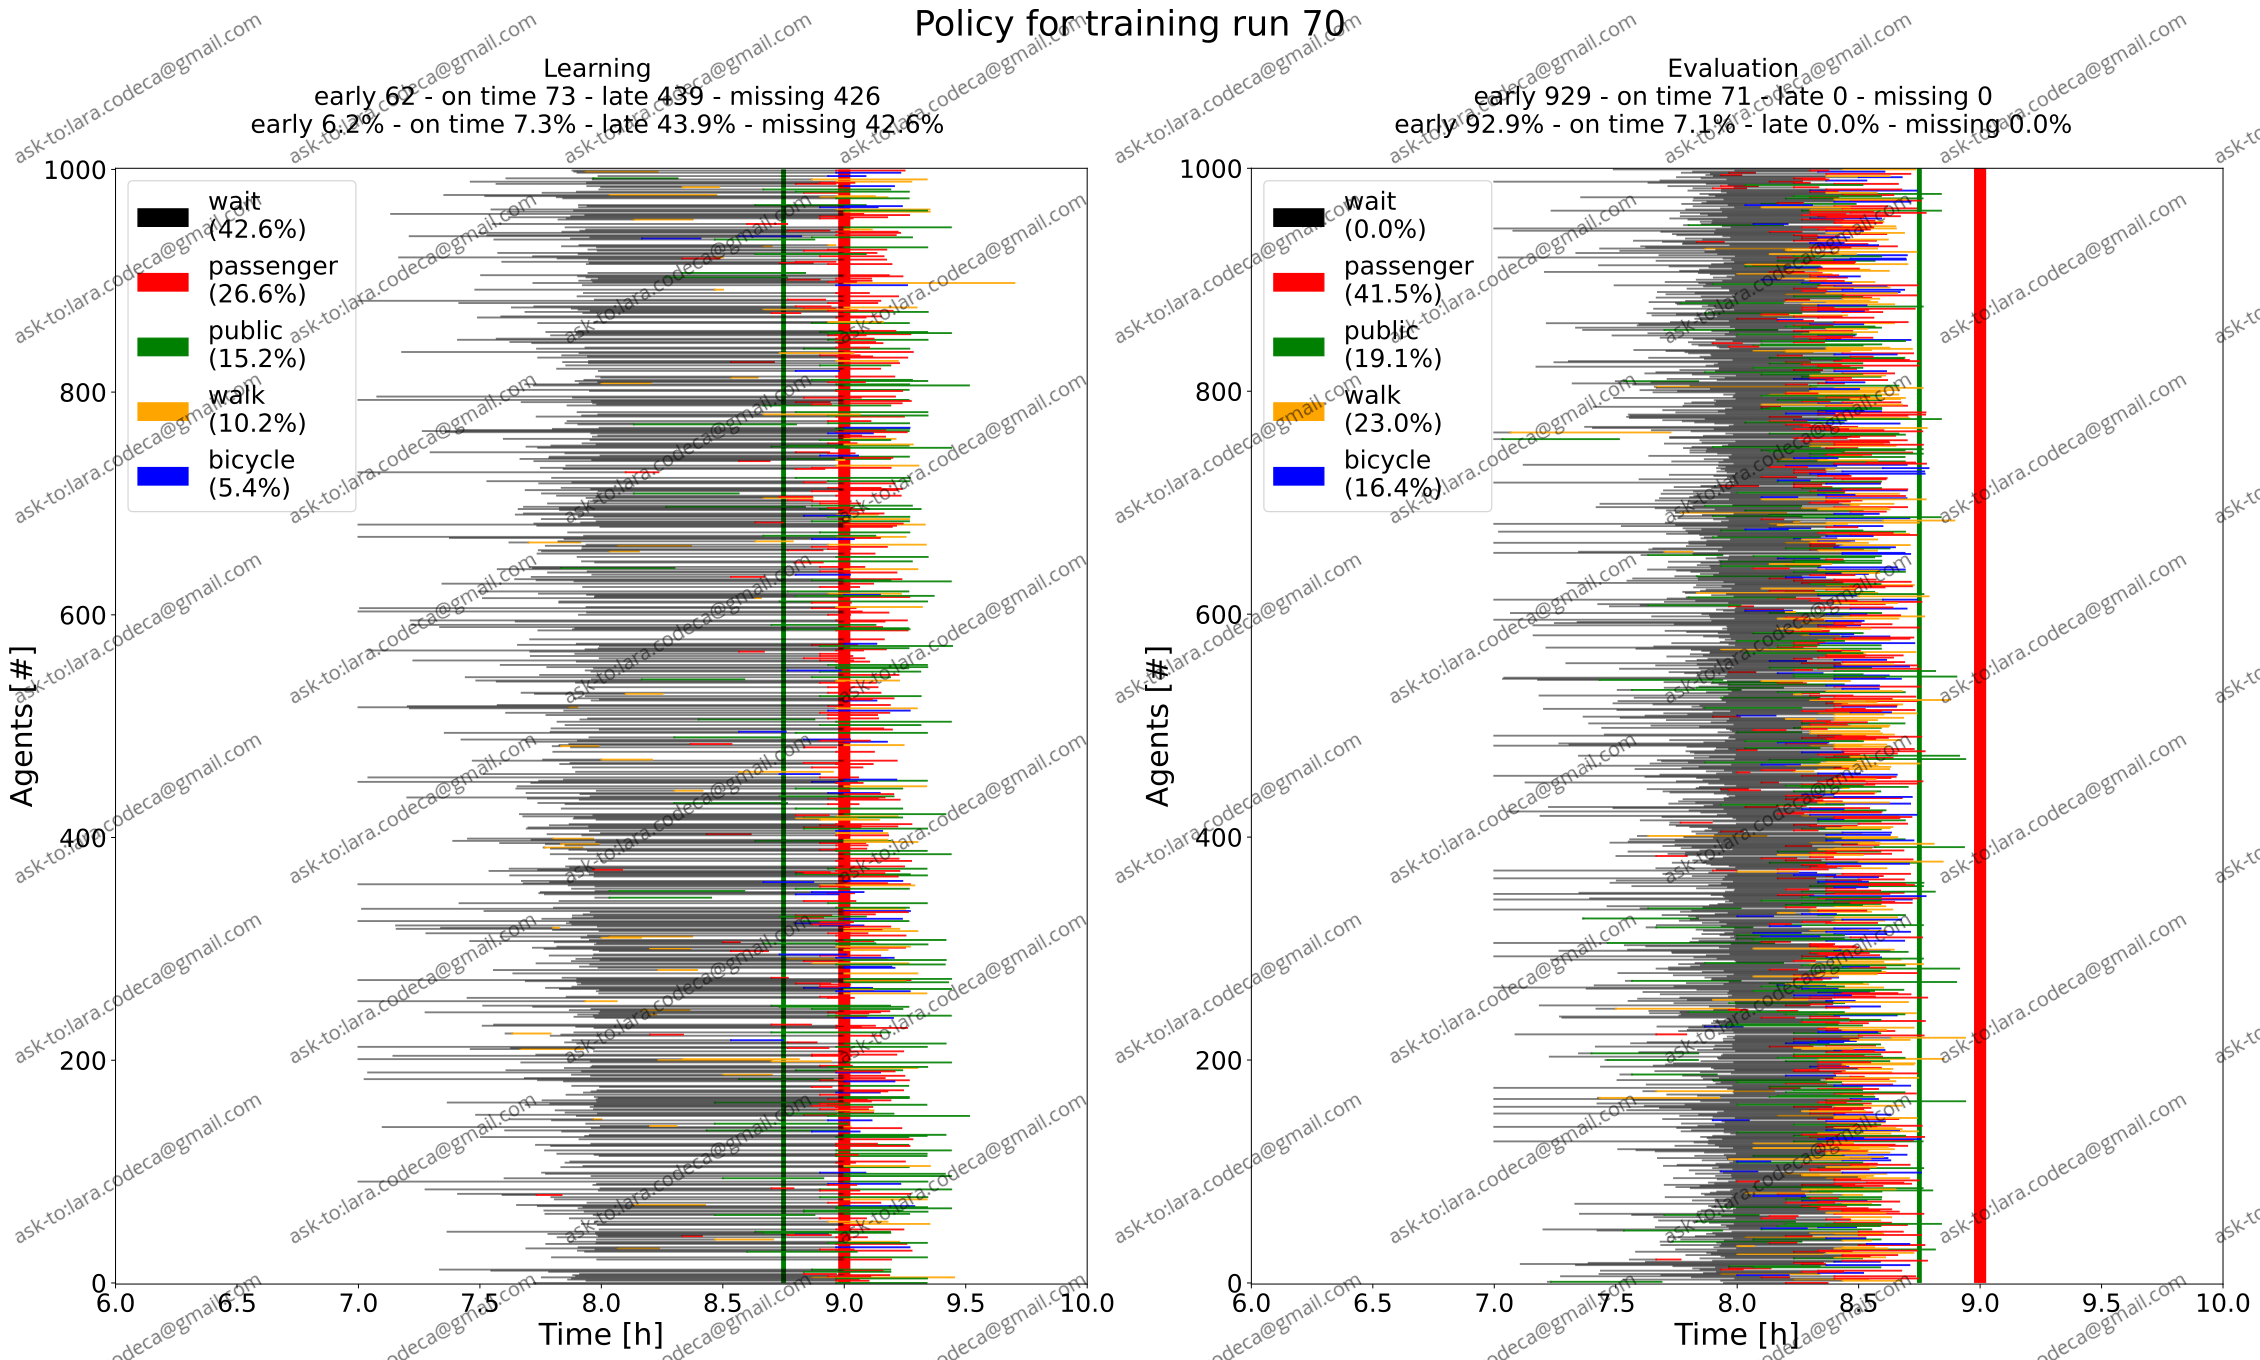 Policy for training run 70
Learning
early 62 - on time 73 - late 439 - missing 426
early 6.2% - on time 7.3% - late 43.9% - missing 42.6%
Agents[#]
1000
800
600
400
200
0
wait
(42.6%)
passenger
(26.6%)
public
(15.2%)
walk
(10.2%)
bicycle
(5.4%)
6.0 6.5 7.0 7.5 8.0 8.5 9.0 9.5 10.0
Time [h]
Evaluation
early 929 - on time 71 - late 0 - missing 0
early 92.9% - on time 7.1% - late 0.0% - missing 0.0%
Agents [#]
1000
800
600
400
200
0
wait
(0.0%)
passenger
(41.5%)
public
(19.1%)
walk
(23.0%)
bicycle
(16.4%)
6.0 6.5 7.0 7.5 8.0 8.5 9.0 9.5 10.0
Time [h]
ask-to:lara.codeca@gmail.com